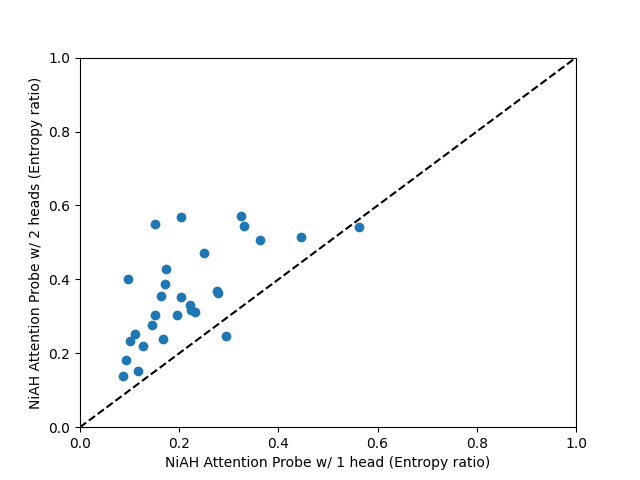 NiAH Attention Probe w/ 2 heads (Entropy ratio)
1.0
0.8
0.6
0.4
0.2
0.0
0.0 0.2 0.4 0.6 0.8 1.0
NiAH Attention Probe w/ 1 head (Entropy ratio)